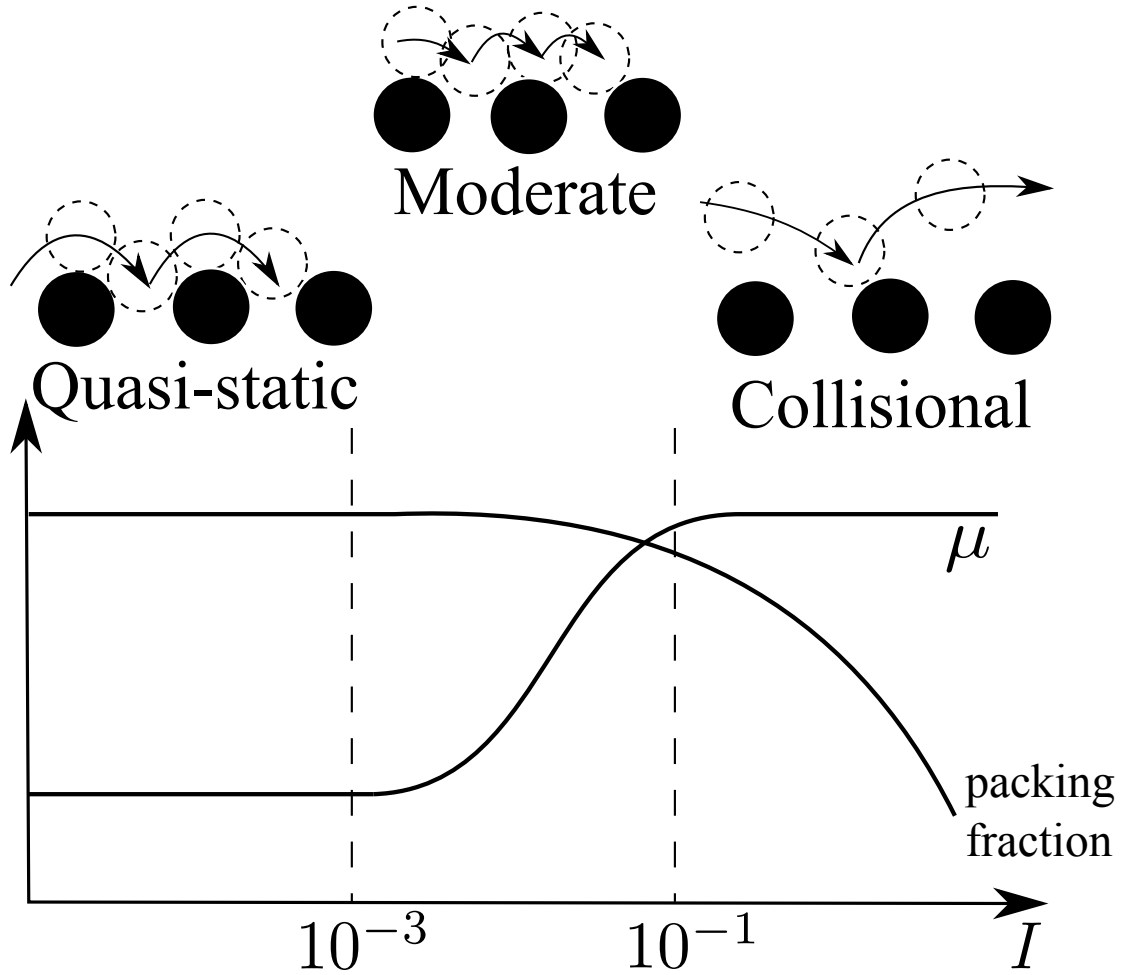 Moderate
Quasi-static
Collisional
μ
packing
fraction
10⁻³
10⁻¹
I